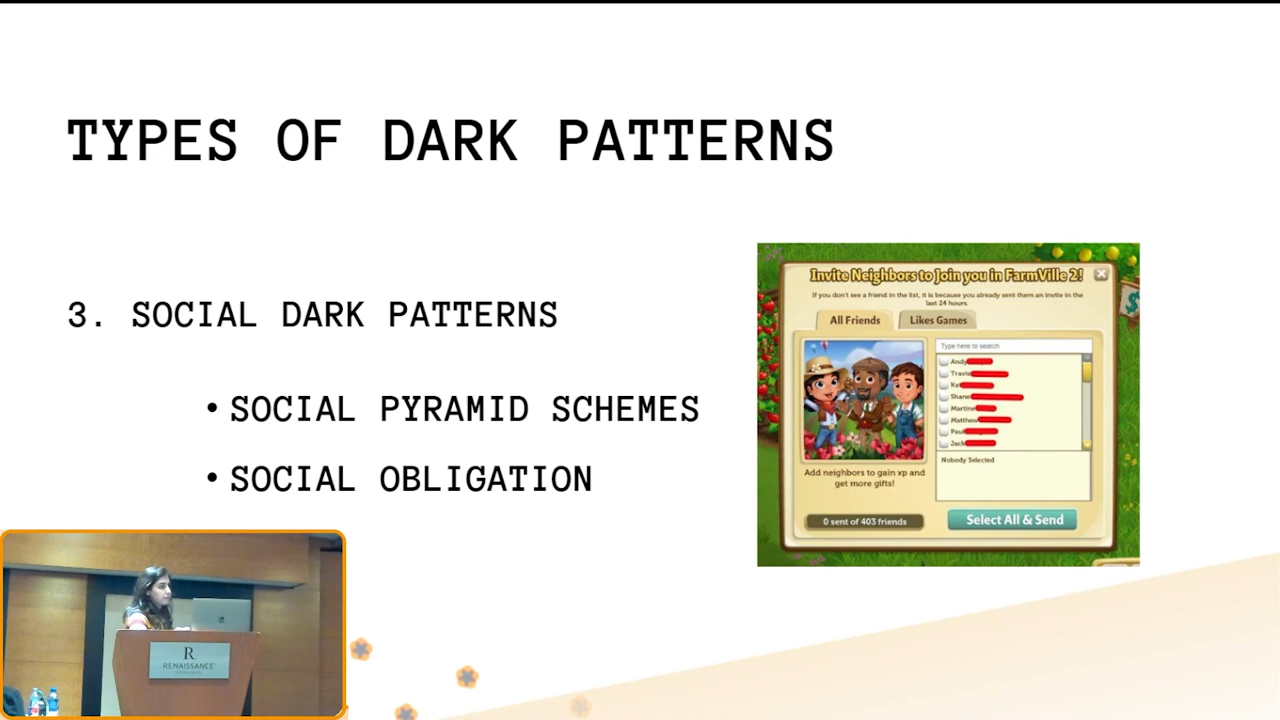 TYPES OF DARK PATTERNS
3. SOCIAL DARK PATTERNS
• SOCIAL PYRAMID SCHEMES
• SOCIAL OBLIGATION
Invite Neighbors to Join you in FarmVille 2!
If you don't see a friend in the list, it is because you already sent them an invite in the
last 24 hours.
All Friends
Likes Games
Type here to search
Andy
Travis
Kat
Shane
Martine
Matthew
Paul
Jack
Nobody Selected
Add neighbors to gain xp and
get more gifts!
0 sent of 403 friends
Select All & Send
R
RENAISSANCE